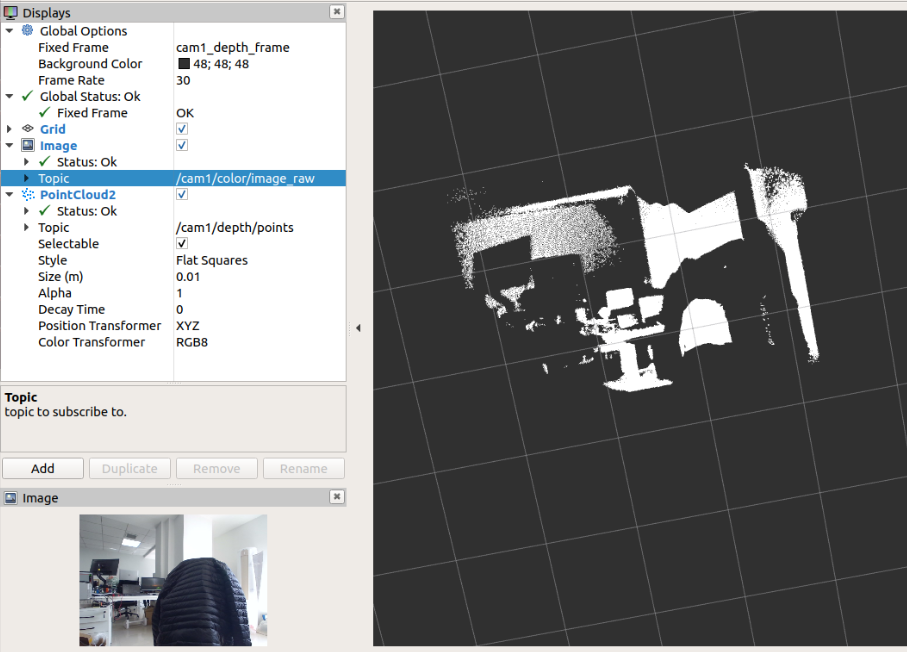 Displays
Global Options
Fixed Frame cam1_depth_frame
Background Color 48; 48; 48
Frame Rate 30
Global Status: Ok
Fixed Frame OK
Grid
Image
Status: Ok
Topic /cam1/color/image_raw
PointCloud2
Status: Ok
Topic /cam1/depth/points
Selectable
Style Flat Squares
Size (m) 0.01
Alpha 1
Decay Time 0
Position Transformer XYZ
Color Transformer RGB8
Topic
topic to subscribe to.
Add Duplicate Remove Rename
Image